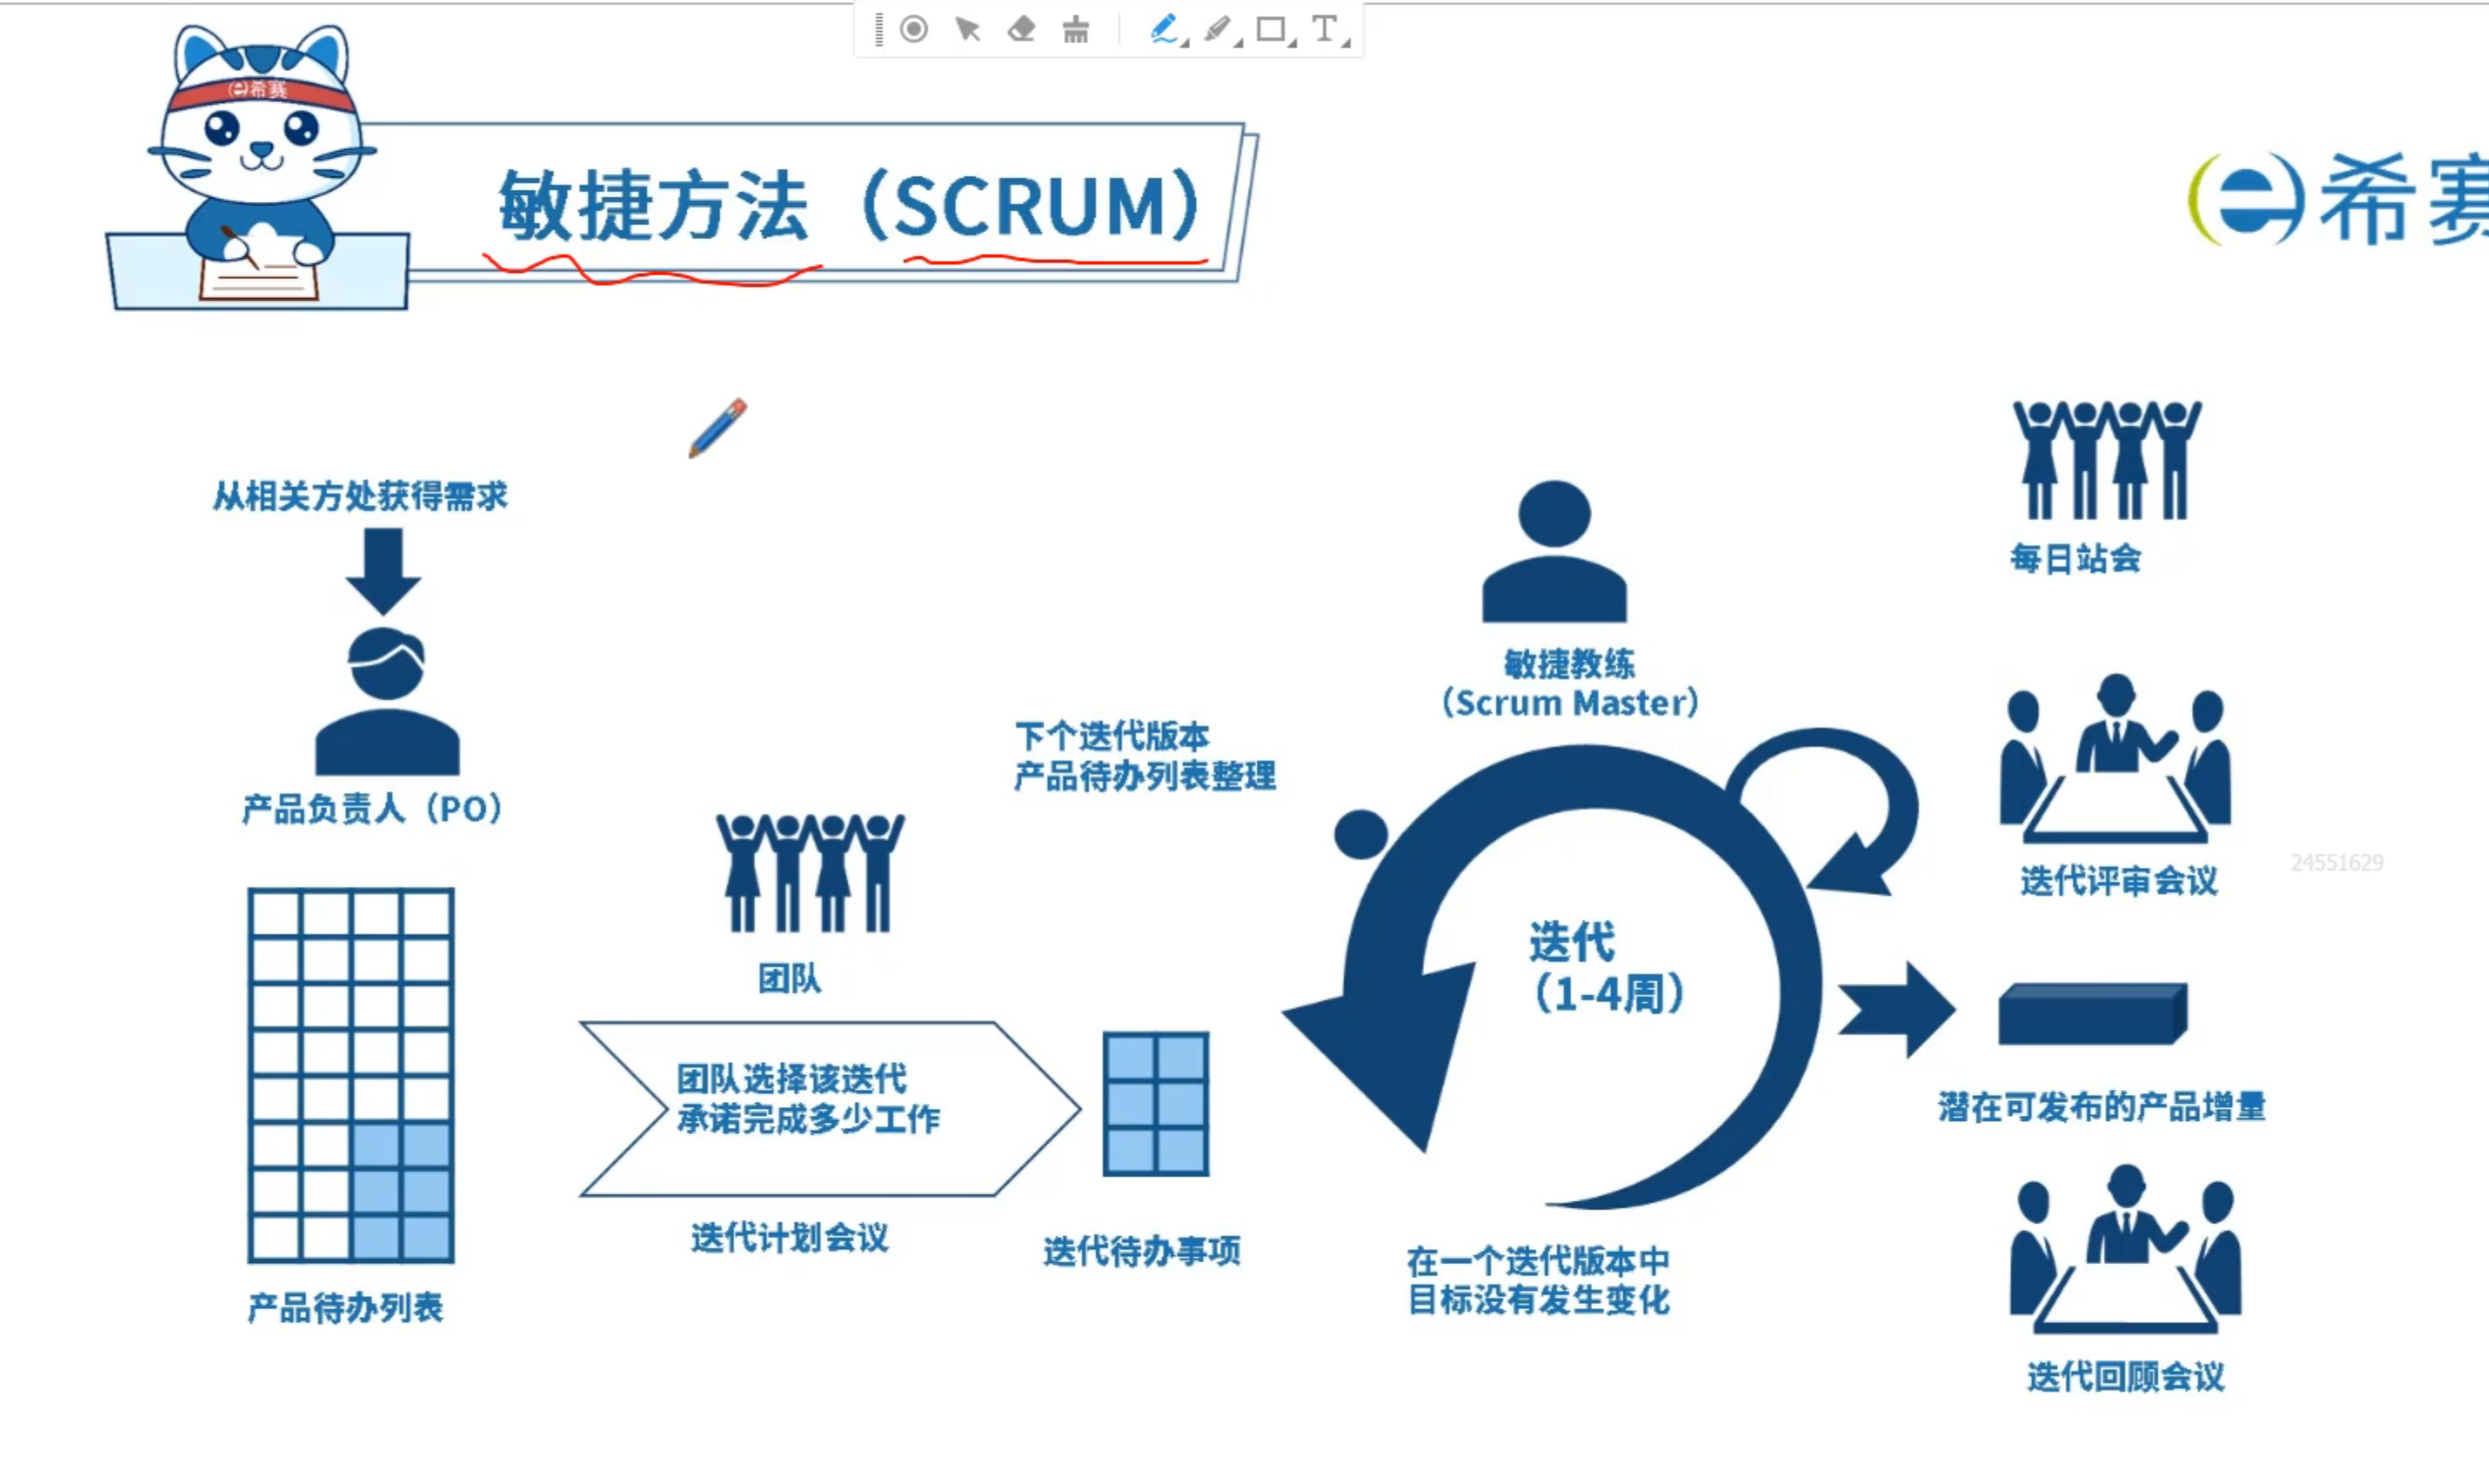 T
e希赛
敏捷方法（SCRUM）
e希赛
从相关方处获得需求
产品负责人（PO）
产品待办列表
团队
团队选择该迭代
承诺完成多少工作
迭代计划会议
下个迭代版本
产品待办列表整理
迭代待办事项
敏捷教练
（Scrum Master）
迭代
（1-4周）
在一个迭代版本中
目标没有发生变化
每日站会
迭代评审会议
24551629
潜在可发布的产品增量
迭代回顾会议